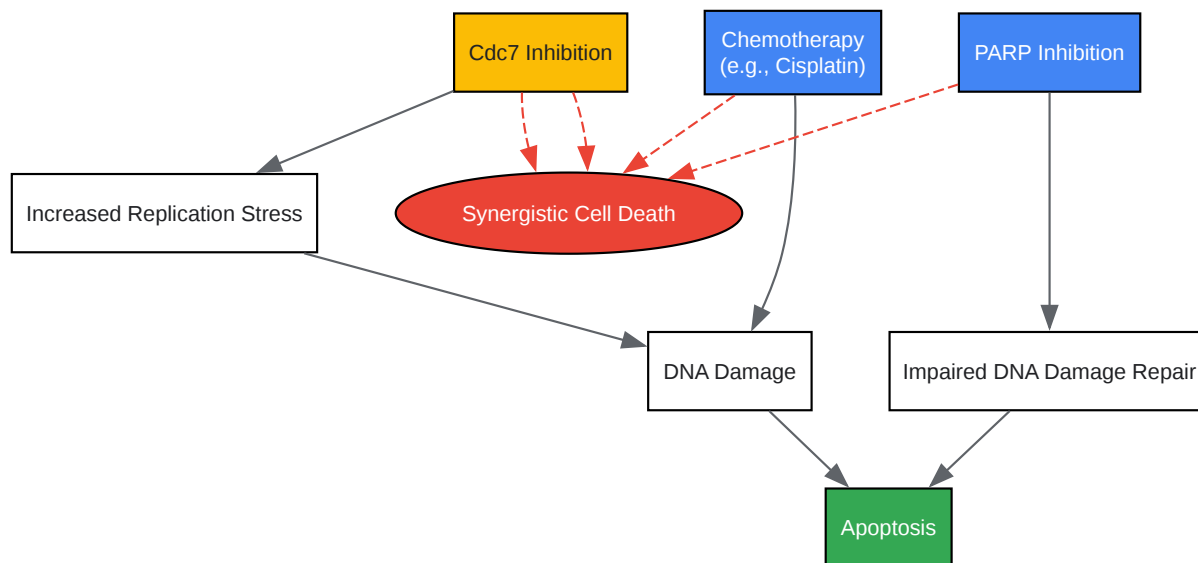 Cdc7 Inhibition
Chemotherapy
(e.g., Cisplatin)
PARP Inhibition
Increased Replication Stress
Synergistic Cell Death
DNA Damage
Impaired DNA Damage Repair
Apoptosis